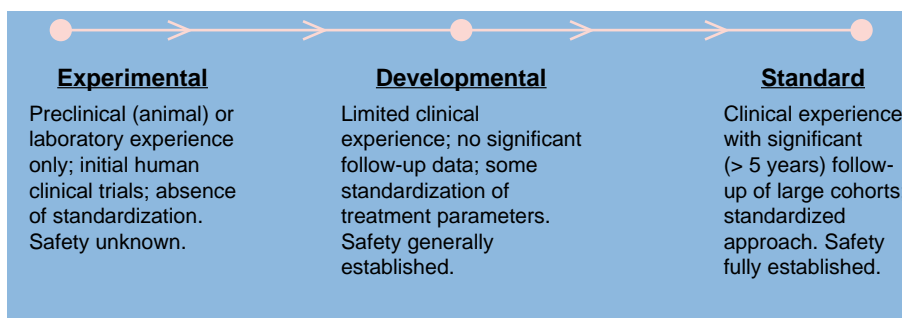 Experimental
Preclinical (animal) or
laboratory experience
only; initial human
clinical trials; absence
of standardization.
Safety unknown.
Developmental
Limited clinical
experience; no significant
follow-up data; some
standardization of
treatment parameters.
Safety generally
established.
Standard
Clinical experience
with significant
(> 5 years) follow-
up of large cohorts
standardized
approach. Safety
fully established.